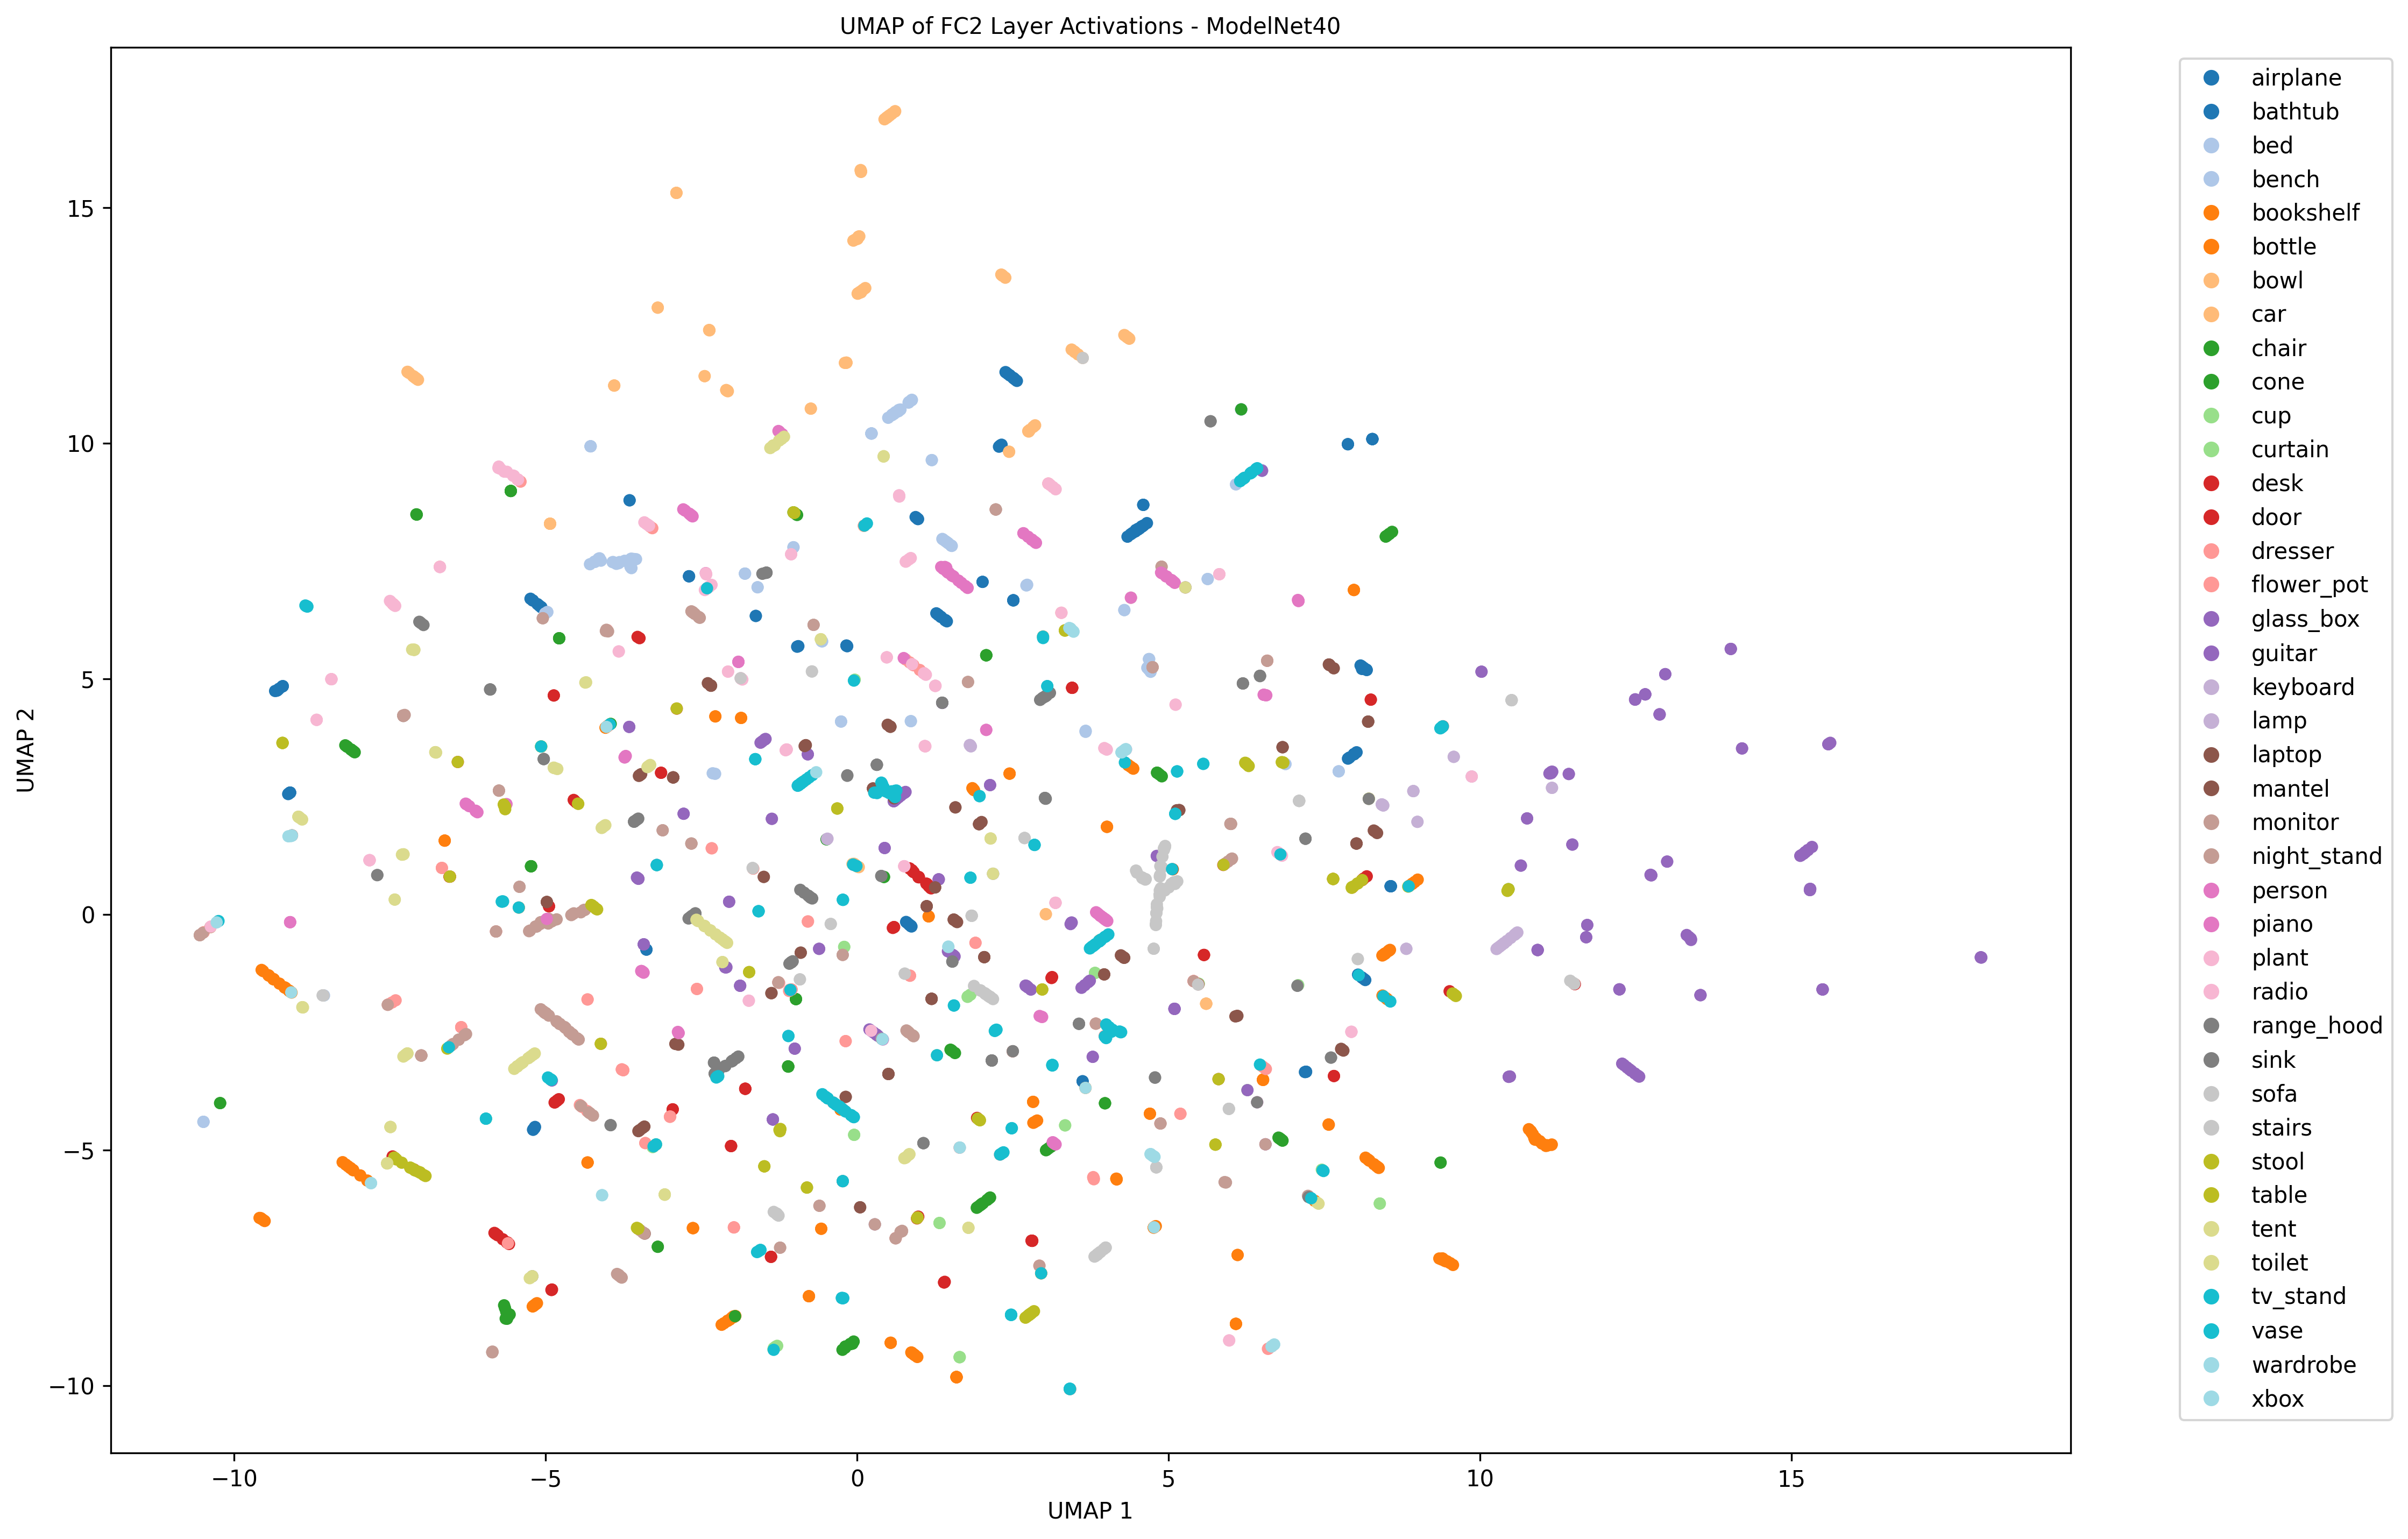 UMAP of FC2 Layer Activations - ModelNet40
UMAP 2
15
10
5
0
−5
−10
−10
−5
0
5
10
15
UMAP 1
airplane
bathtub
bed
bench
bookshelf
bottle
bowl
car
chair
cone
cup
curtain
desk
door
dresser
flower_pot
glass_box
guitar
keyboard
lamp
laptop
mantel
monitor
night_stand
person
piano
plant
radio
range_hood
sink
sofa
stairs
stool
table
tent
toilet
tv_stand
vase
wardrobe
xbox